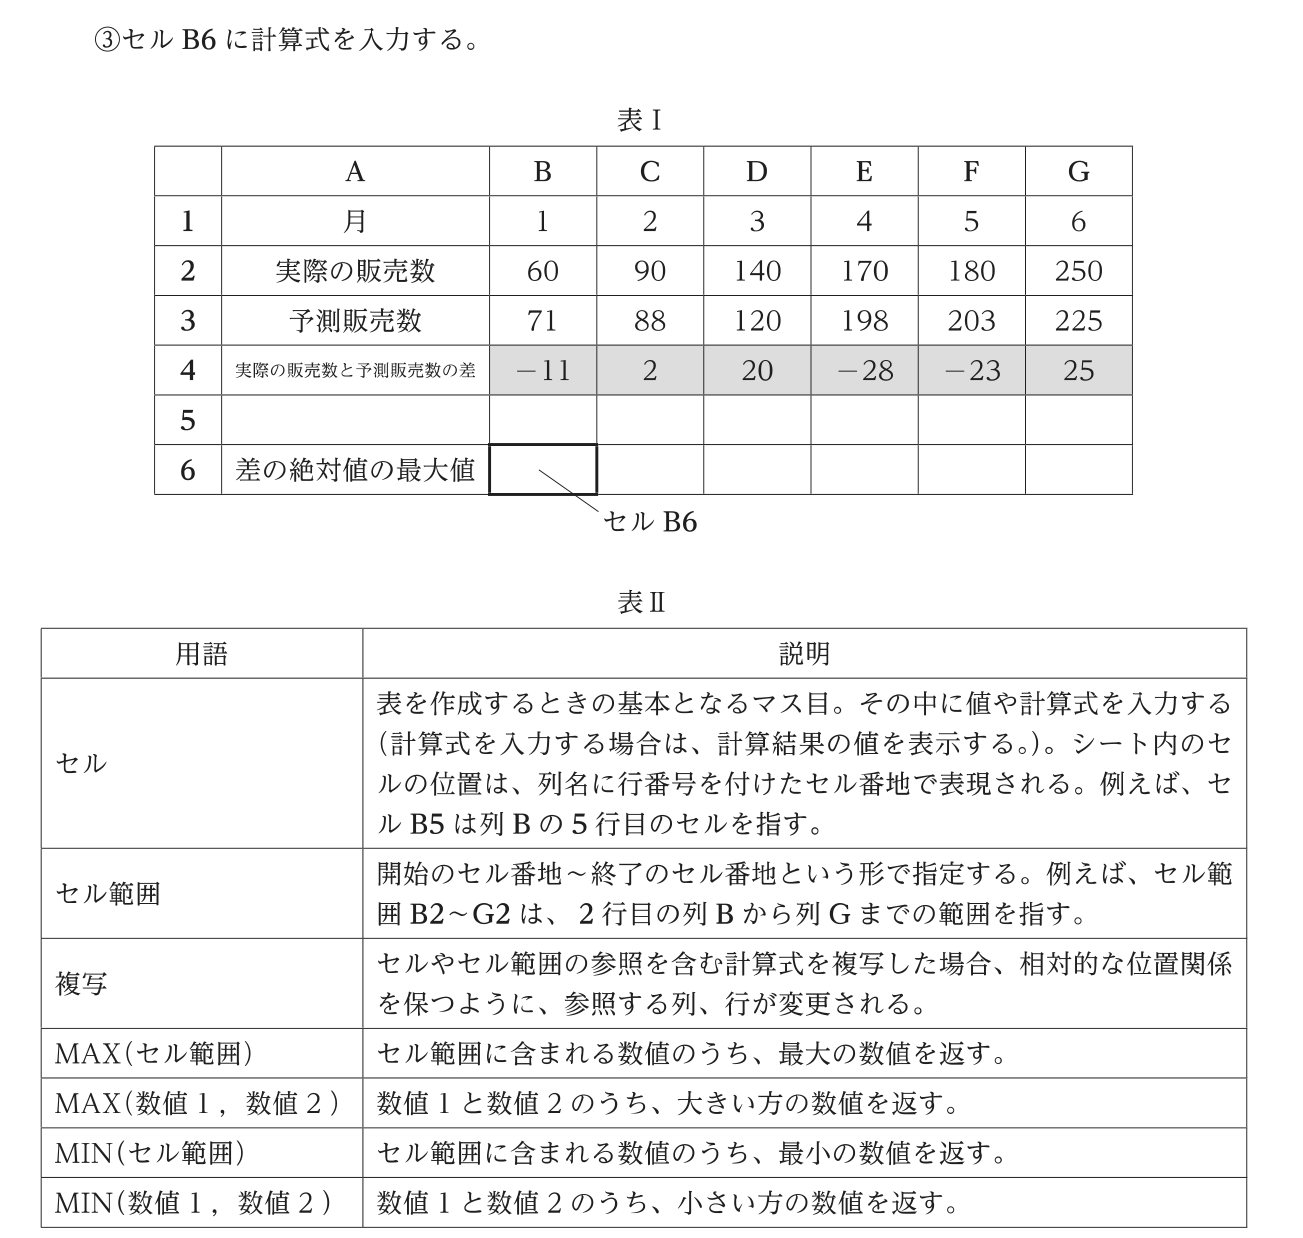 ③セル B6 に計算式を入力する。
表Ⅰ
A B C D E F G
1 月 1 2 3 4 5 6
2 実際の販売数 60 90 140 170 180 250
3 予測販売数 71 88 120 198 203 225
4 実際の販売数と予測販売数の差 －11 2 20 －28 －23 25
5
6 差の絶対値の最大値
セル B6
表Ⅱ
用語 説明
セル
表を作成するときの基本となるマス目。その中に値や計算式を入力する
(計算式を入力する場合は、計算結果の値を表示する。)。シート内のセ
ルの位置は、列名に行番号を付けたセル番地で表現される。例えば、セ
ル B5 は列 B の 5 行目のセルを指す。
セル範囲
開始のセル番地～終了のセル番地という形で指定する。例えば、セル範
囲 B2～G2 は、 2 行目の列 B から列 G までの範囲を指す。
複写
セルやセル範囲の参照を含む計算式を複写した場合、相対的な位置関係
を保つように、参照する列、行が変更される。
MAX(セル範囲) セル範囲に含まれる数値のうち、最大の数値を返す。
MAX(数値 1 ，数値 2 ) 数値 1 と数値 2 のうち、大きい方の数値を返す。
MIN(セル範囲) セル範囲に含まれる数値のうち、最小の数値を返す。
MIN(数値 1 ，数値 2 ) 数値 1 と数値 2 のうち、小さい方の数値を返す。